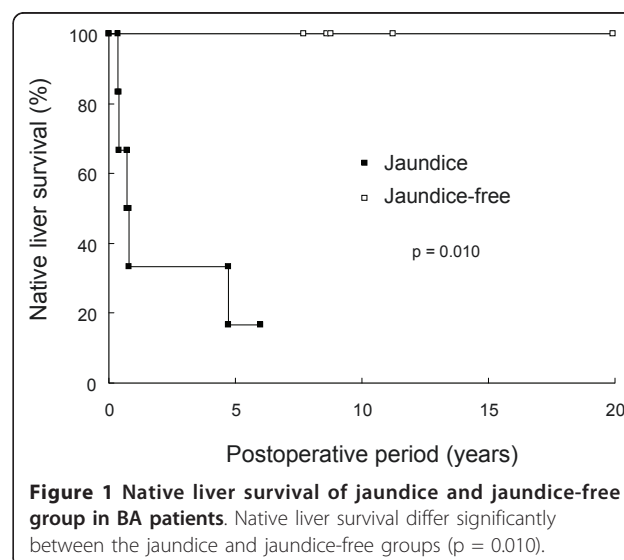 100
80
60
40
20
0
Native liver survival (%)
Jaundice
Jaundice-free
p = 0.010
0 5 10 15 20
Postoperative period (years)
Figure 1 Native liver survival of jaundice and jaundice-free
group in BA patients. Native liver survival differ significantly
between the jaundice and jaundice-free groups (p = 0.010).